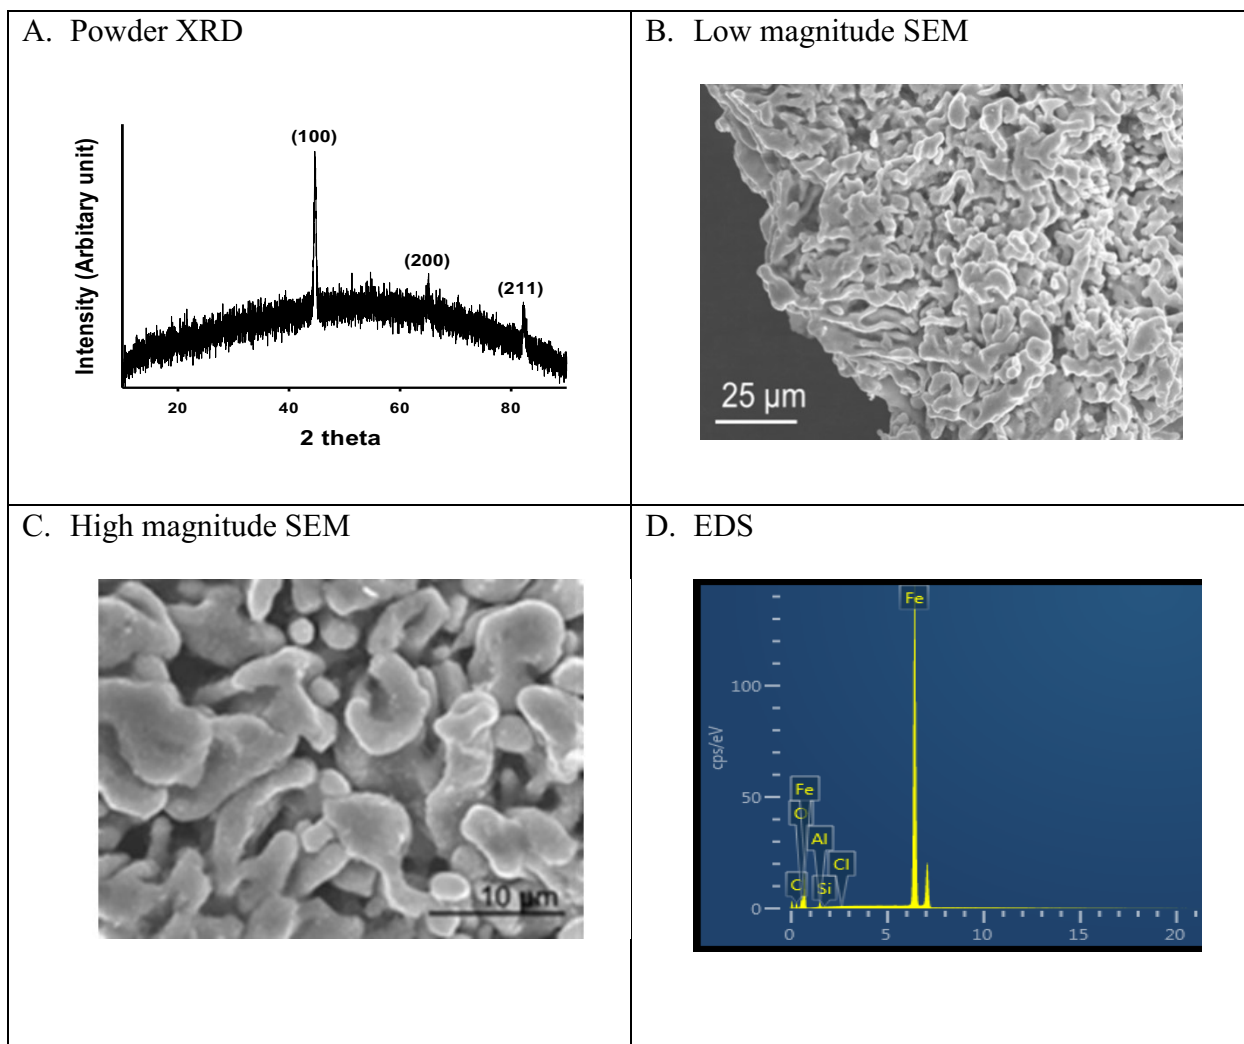 A. Powder XRD
Intensity (Arbitary unit)
(100)
(200)
(211)
20 40 60 80
2 theta
B. Low magnitude SEM
25 µm
C. High magnitude SEM
10 µm
D. EDS
cps/eV
100
50
0
Fe
Fe
O
Al
Cl
C
Si
0 5 10 15 20